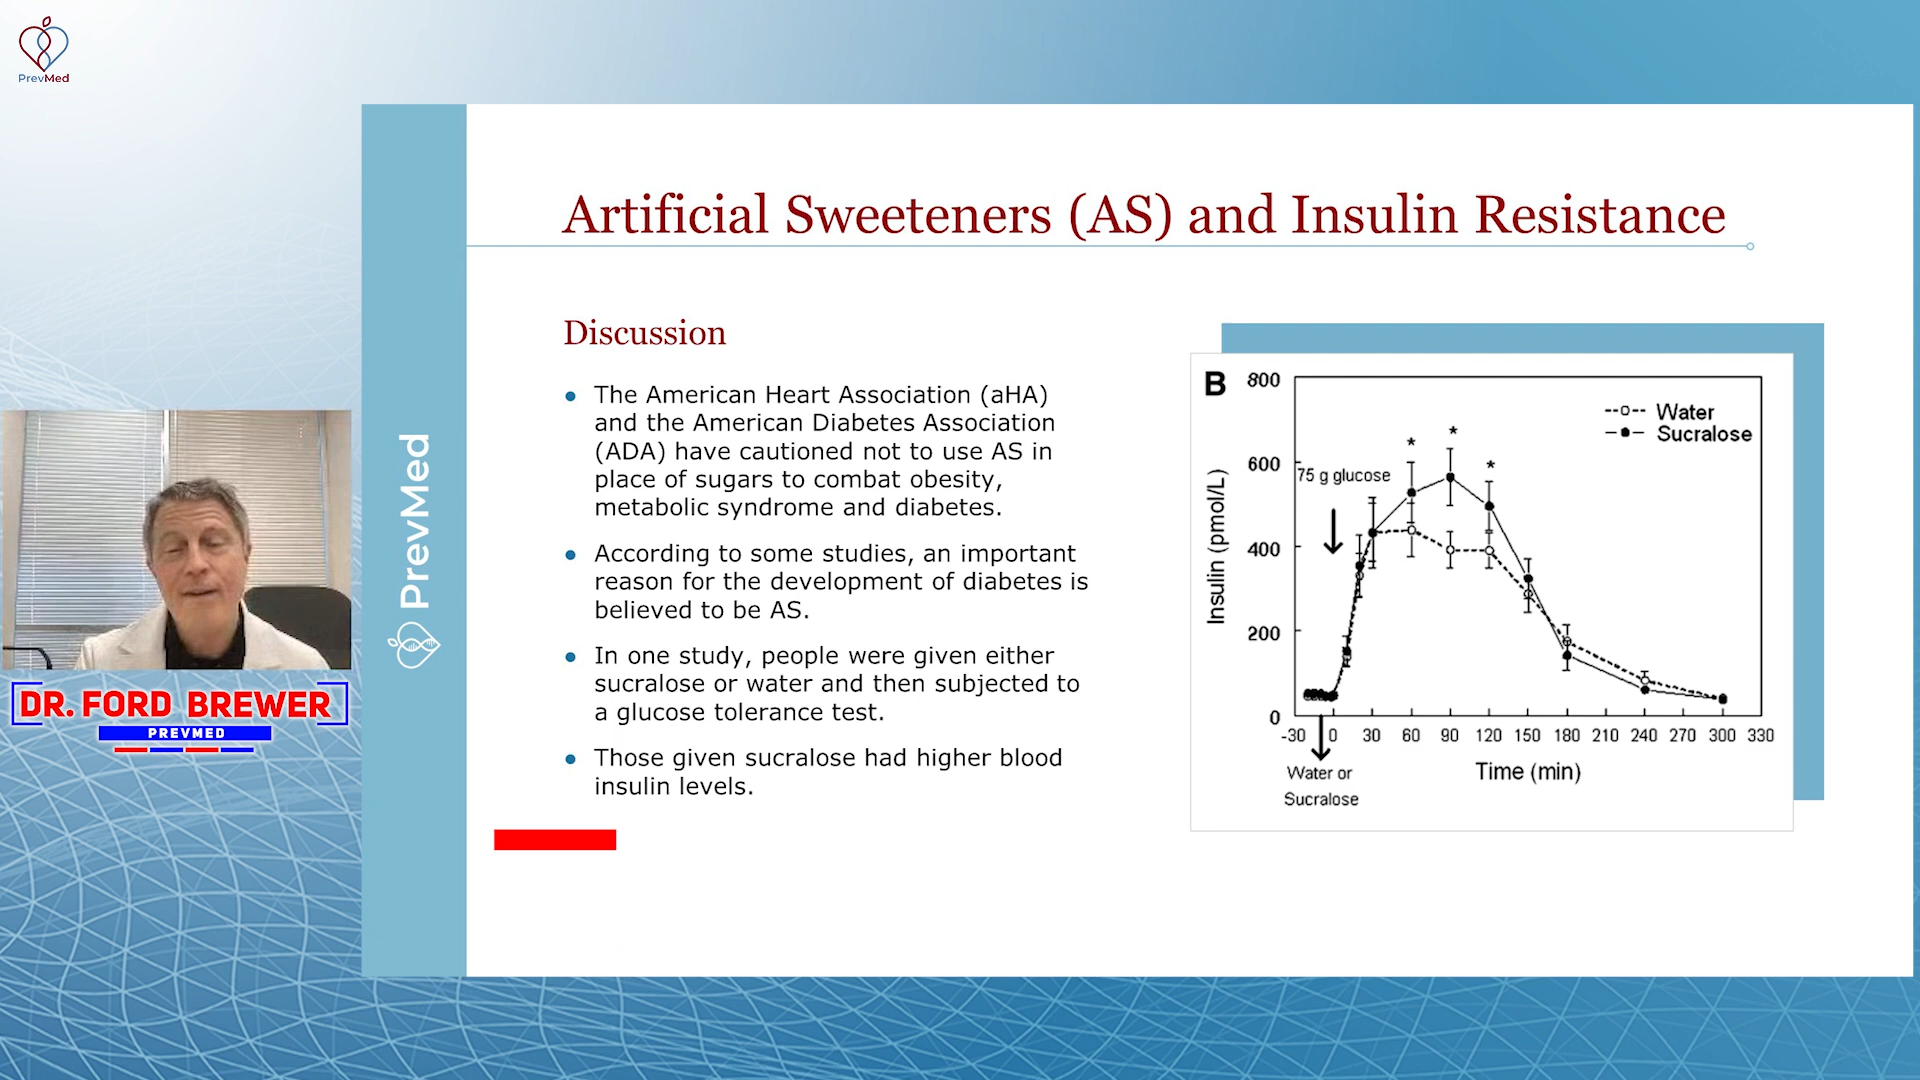 PrevMed
Artificial Sweeteners (AS) and Insulin Resistance
Discussion
• The American Heart Association (aHA)
and the American Diabetes Association
(ADA) have cautioned not to use AS in
place of sugars to combat obesity,
metabolic syndrome and diabetes.
• According to some studies, an important
reason for the development of diabetes is
believed to be AS.
• In one study, people were given either
sucralose or water and then subjected to
a glucose tolerance test.
• Those given sucralose had higher blood
insulin levels.
PrevMed
DR. FORD BREWER
PREVMED
B
Water
Sucralose
75 g glucose
* * *
Insulin (pmol/L)
800
600
400
200
0
-30 0 30 60 90 120 150 180 210 240 270 300 330
Time (min)
Water or
Sucralose